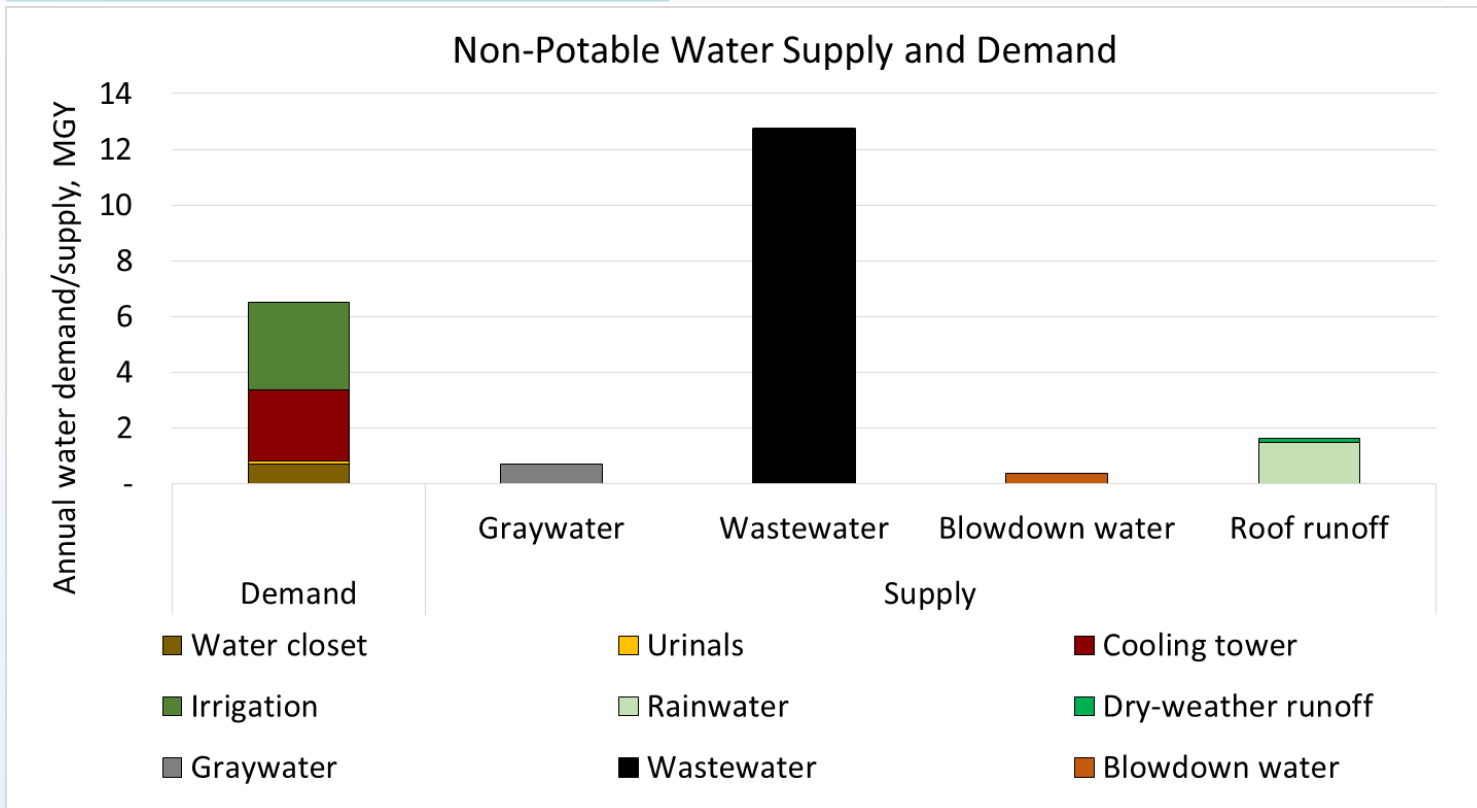 Non-Potable Water Supply and Demand
Annual water demand/supply, MGY
14
12
10
8
6
4
2
-
Graywater
Wastewater
Blowdown water
Roof runoff
Demand
Supply
Water closet
Urinals
Cooling tower
Irrigation
Rainwater
Dry-weather runoff
Graywater
Wastewater
Blowdown water